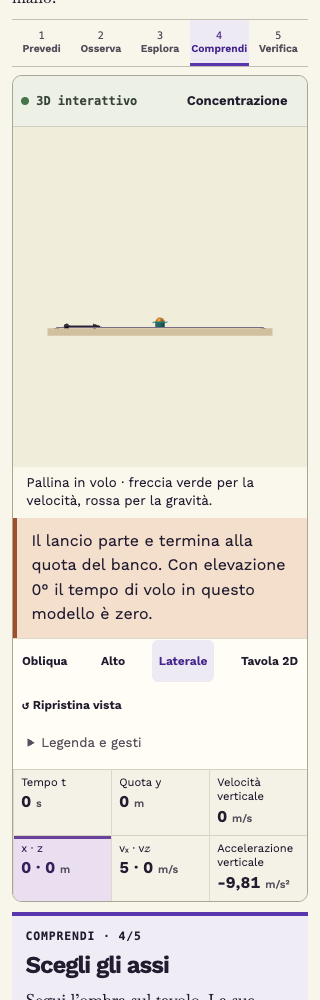 1
Prevedi
2
Osserva
3
Esplora
4
Comprendi
5
Verifica
3D interattivo
Concentrazione
Pallina in volo · freccia verde per la
velocità, rossa per la gravità.
Il lancio parte e termina alla
quota del banco. Con elevazione
0° il tempo di volo in questo
modello è zero.
Obliqua
Alto
Laterale
Tavola 2D
↺ Ripristina vista
▶ Legenda e gesti
Tempo t
0 s
Quota y
0 m
Velocità
verticale
0 m/s
x · z
0 · 0 m
vₓ · vz
5 · 0 m/s
Accelerazione
verticale
-9,81 m/s²
COMPRENDI · 4/5
Scegli gli assi